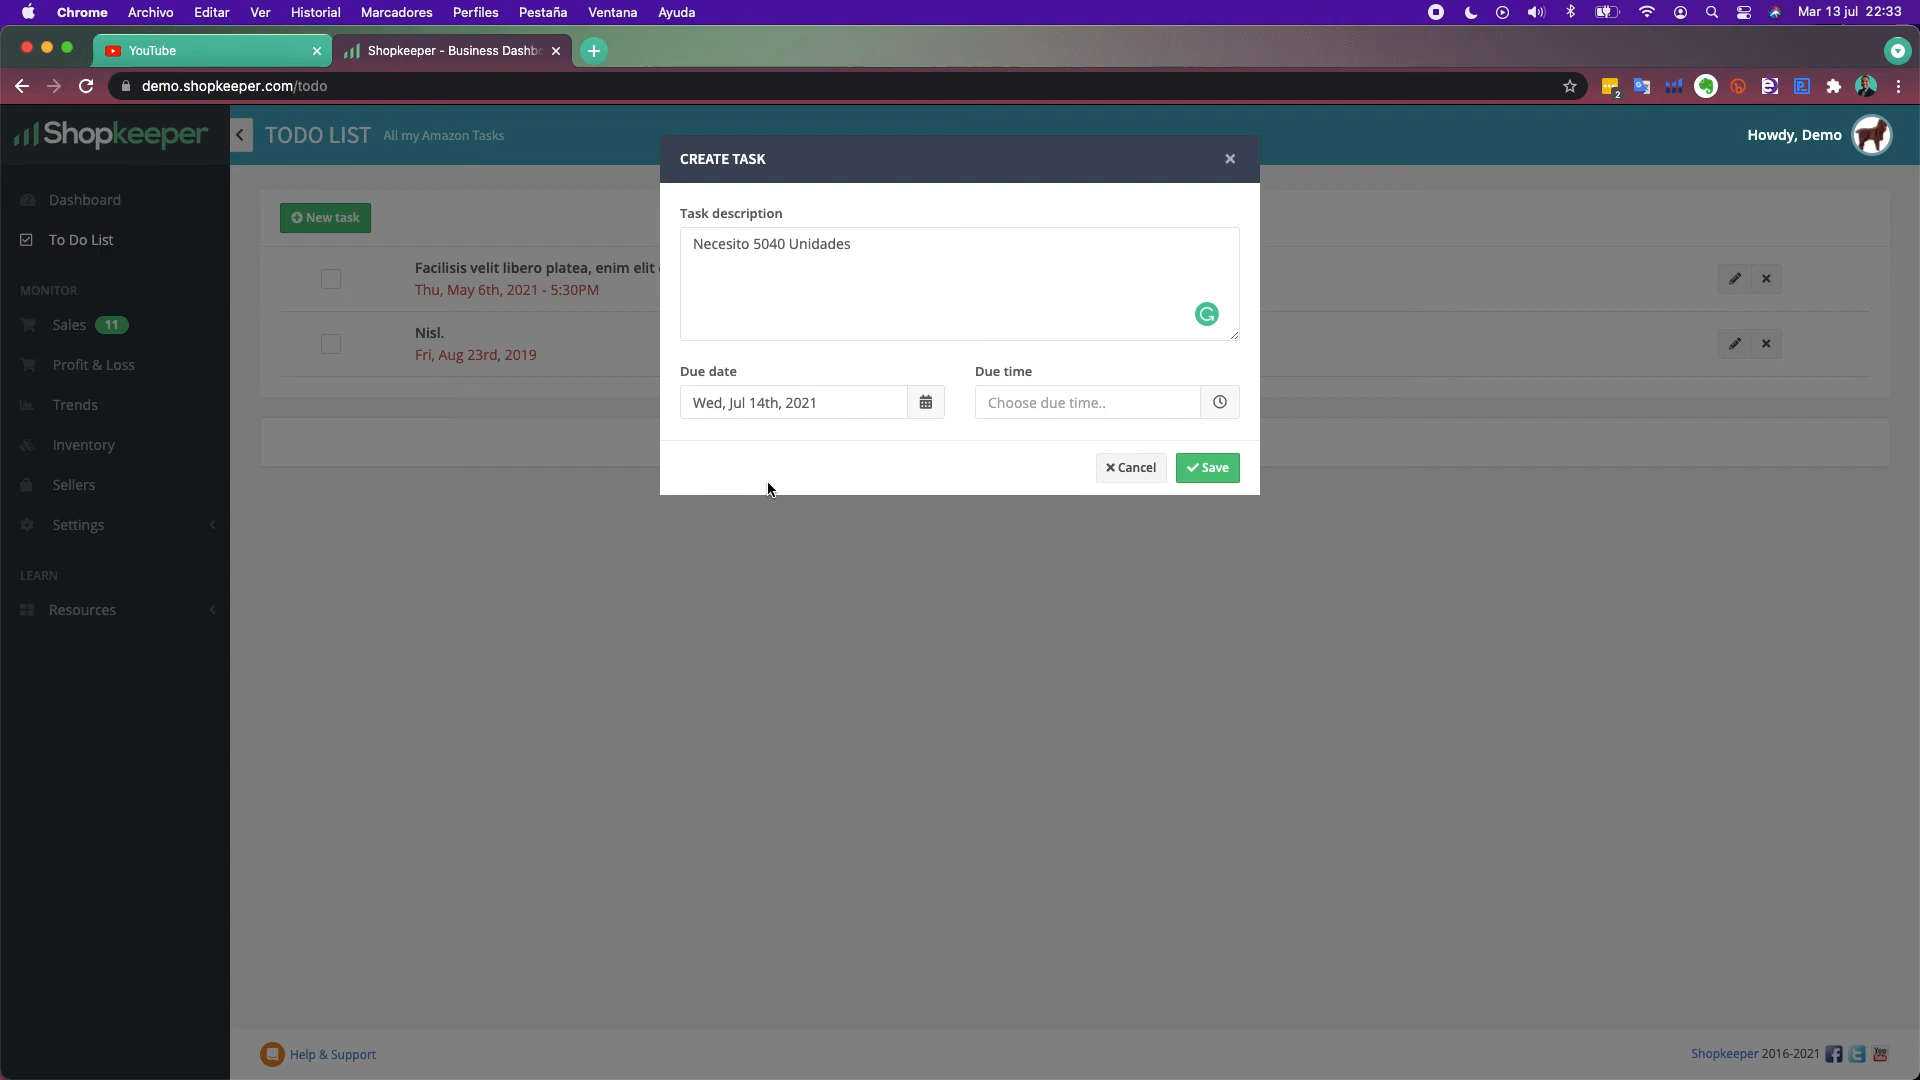 Chrome Archivo Editar Ver Historial Marcadores Perfiles Pestaña Ventana Ayuda Mar 13 jul 22:33
YouTube Shopkeeper - Business Dashb
demo.shopkeeper.com/todo 2
Shopkeeper TODO LIST All my Amazon Tasks Howdy, Demo
CREATE TASK
Dashboard
To Do List
MONITOR
Sales 11
Profit & Loss
Trends
Inventory
Sellers
Settings
LEARN
Resources
New task
Facilisis velit libero platea, enim elit
Thu, May 6th, 2021 - 5:30PM
Nisl.
Fri, Aug 23rd, 2019
Task description
Necesito 5040 Unidades
Due date Due time
Wed, Jul 14th, 2021 Choose due time..
Cancel Save
Help & Support Shopkeeper 2016-2021 You